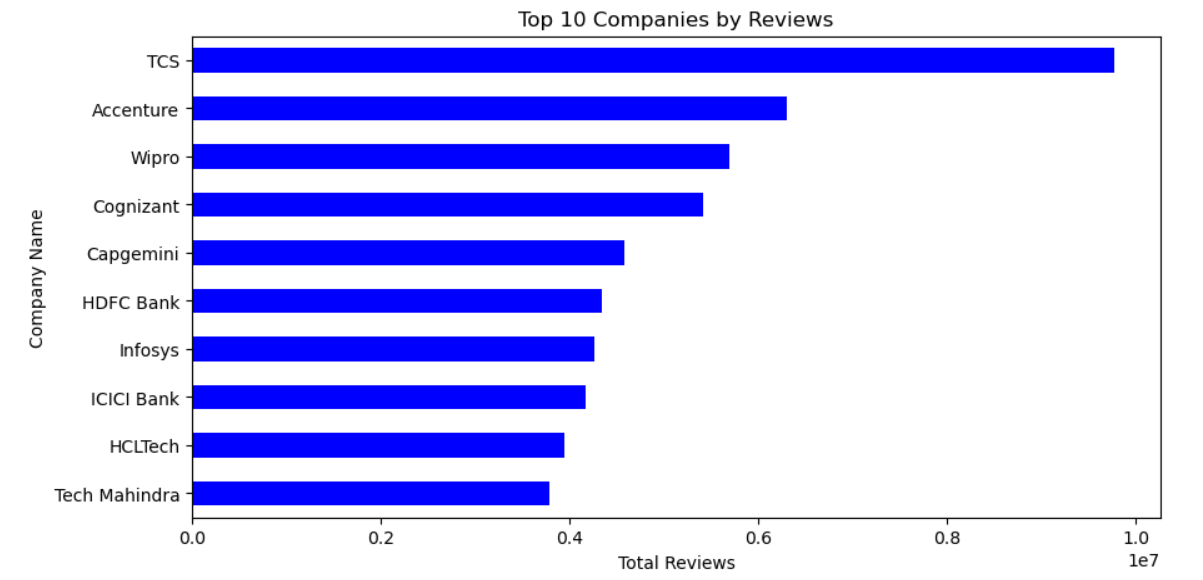 Top 10 Companies by Reviews
TCS
Accenture
Wipro
Cognizant
Capgemini
HDFC Bank
Infosys
ICICI Bank
HCLTech
Tech Mahindra
Company Name
0.0 0.2 0.4 0.6 0.8 1.0
1e7
Total Reviews